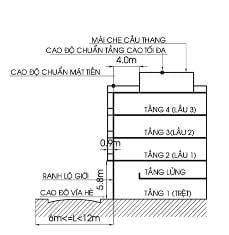 MÁI CHE CẦU THANG
CAO ĐỘ CHUẨN TẦNG CAO TỐI ĐA
4.0m
CAO ĐỘ CHUẨN MẶT TIỀN
TẦNG 4 (LẦU 3)
TẦNG 3(LẦU 2)
0,9m
TẦNG 2 (LẦU 1)
TẦNG LỬNG
RANH LỘ GIỚI
5.8m
CAO ĐỘ VỈA HÈ
TẦNG 1 (TRỆT)
6m<=L<12m